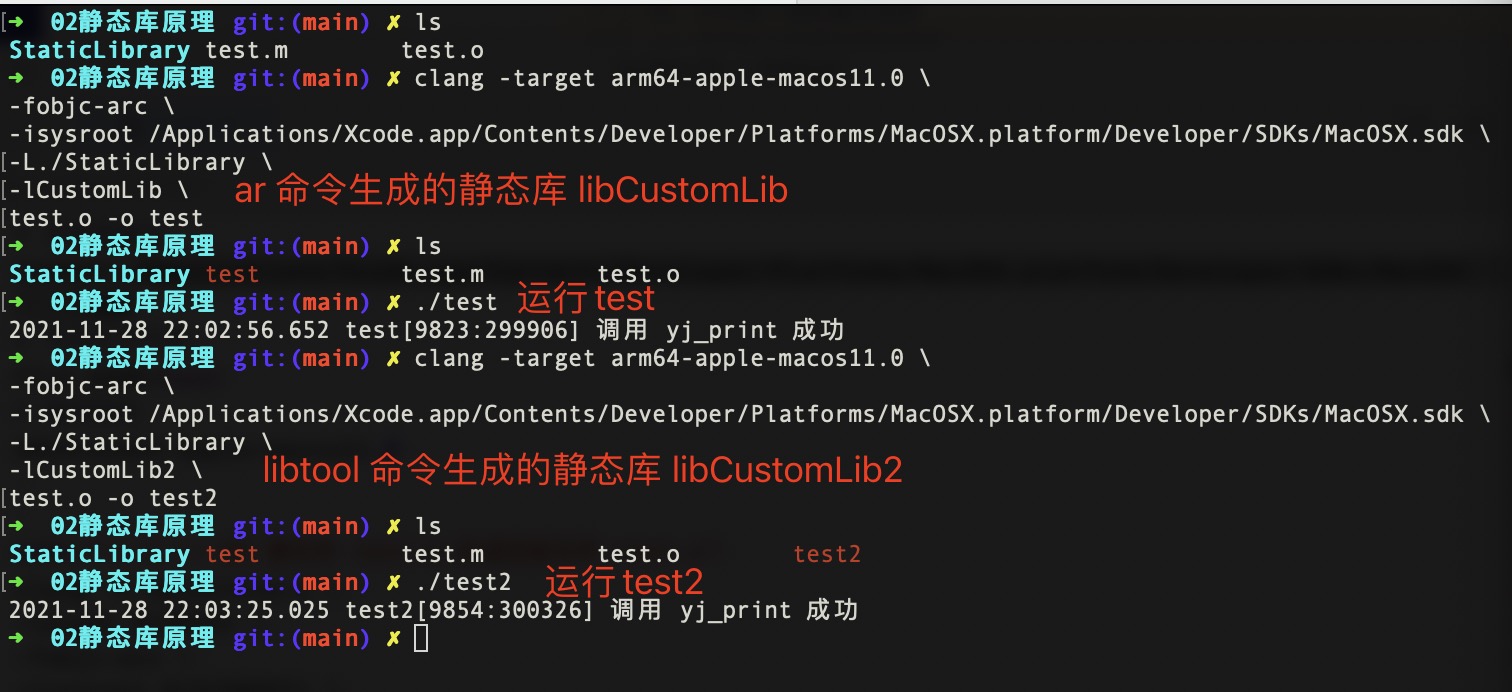 [➜  02静态库原理 git:(main) ✗ ls
StaticLibrary test.m        test.o
➜  02静态库原理 git:(main) ✗ clang -target arm64-apple-macos11.0 \
-fobjc-arc \
-isysroot /Applications/Xcode.app/Contents/Developer/Platforms/MacOSX.platform/Developer/SDKs/MacOSX.sdk \
[-L./StaticLibrary \
[-lCustomLib \ ar 命令生成的静态库 libCustomLib
[test.o -o test
[➜  02静态库原理 git:(main) ✗ ls
StaticLibrary test          test.m        test.o
[➜  02静态库原理 git:(main) ✗ ./test 运行test
2021-11-28 22:02:56.652 test[9823:299906] 调用 yj_print 成功
➜  02静态库原理 git:(main) ✗ clang -target arm64-apple-macos11.0 \
-fobjc-arc \
-isysroot /Applications/Xcode.app/Contents/Developer/Platforms/MacOSX.platform/Developer/SDKs/MacOSX.sdk \
-L./StaticLibrary \
-lCustomLib2 \ libtool 命令生成的静态库 libCustomLib2
[test.o -o test2
[➜  02静态库原理 git:(main) ✗ ls
StaticLibrary test          test.m        test.o        test2
[➜  02静态库原理 git:(main) ✗ ./test2 运行test2
2021-11-28 22:03:25.025 test2[9854:300326] 调用 yj_print 成功
➜  02静态库原理 git:(main) ✗